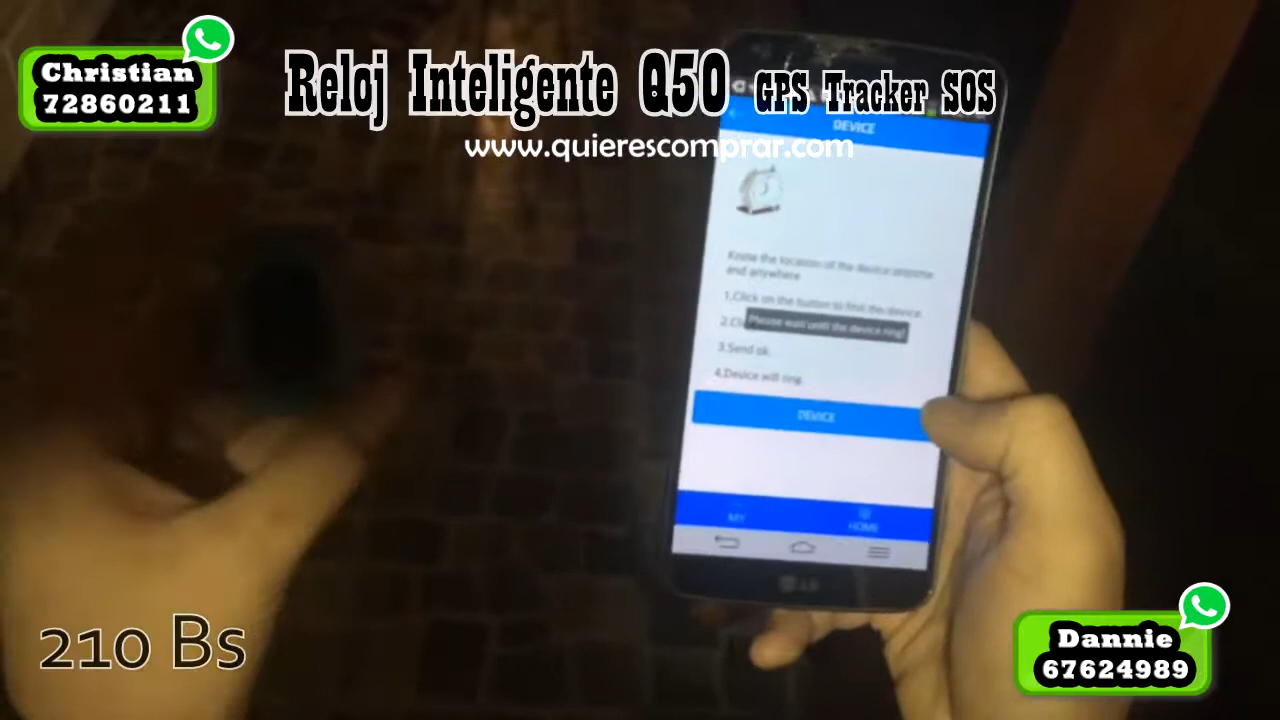 Christian
72860211
Reloj Inteligente Q50 GPS Tracker SOS
www.quierescomprar.com
DEVICE
Know the location of the device anytime
and anywhere
1.Click on the button to find the device.
2.Cl
Please wait until the device ring!
3.Send ok.
4.Device will ring.
DEVICE
MY
HOME
LG
210 Bs
Dannie
67624989